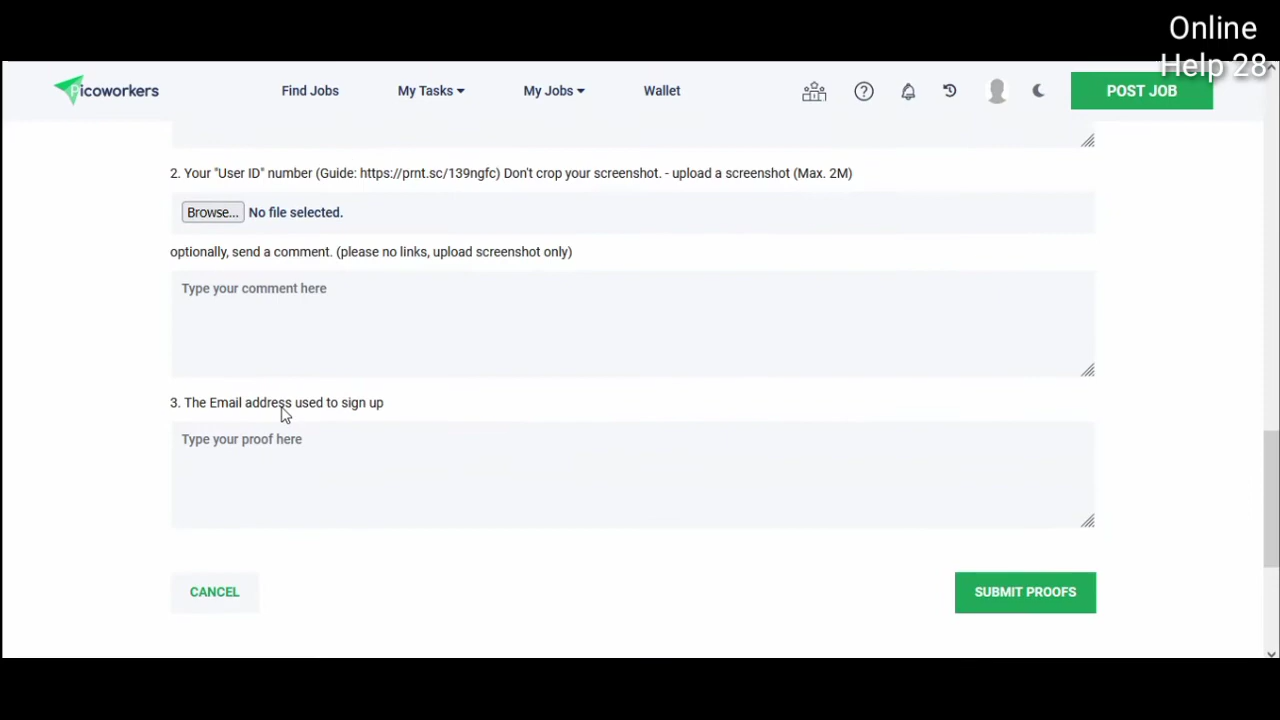 Online
Help 28
Picoworkers
Find Jobs
My Tasks
My Jobs
Wallet
POST JOB
2. Your "User ID" number (Guide: https://prnt.sc/139ngfc) Don't crop your screenshot. - upload a screenshot (Max. 2M)
Browse... No file selected.
optionally, send a comment. (please no links, upload screenshot only)
Type your comment here
3. The Email address used to sign up
Type your proof here
CANCEL
SUBMIT PROOFS